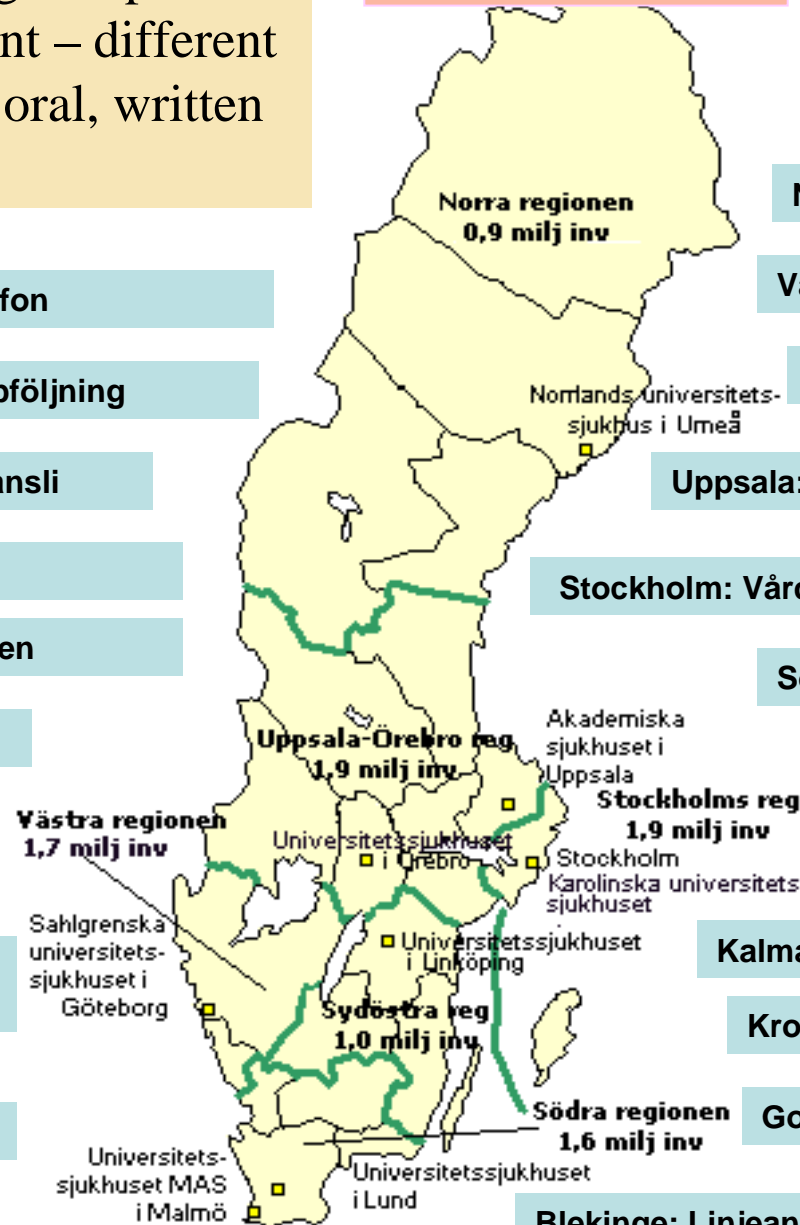 nt – different
oral, written
Norra regionen
0,9 milj inv
fon
följning
Norrlands universitets-
sjukhus i Umeå
ansli
Uppsala:
Stockholm:
en
Akademiska
sjukhuset i
Uppsala
Uppsala-Örebro reg
1,9 milj inv
Stockholms reg
1,9 milj inv
Västra regionen
1,7 milj inv
Universitetssjukhuset
i Örebro
Stockholm
Karolinska universitets
sjukhuset
Sahlgrenska
universitets-
sjukhuset i
Göteborg
Universitetssjukhuset
i Linköping
Kalma
Kro
Sydöstra reg
1,0 milj inv
Go
Södra regionen
1,6 milj inv
Universitets-
sjukhuset MAS
i Malmö
Universitetssjukhuset
i Lund
Blekinge: Linjean